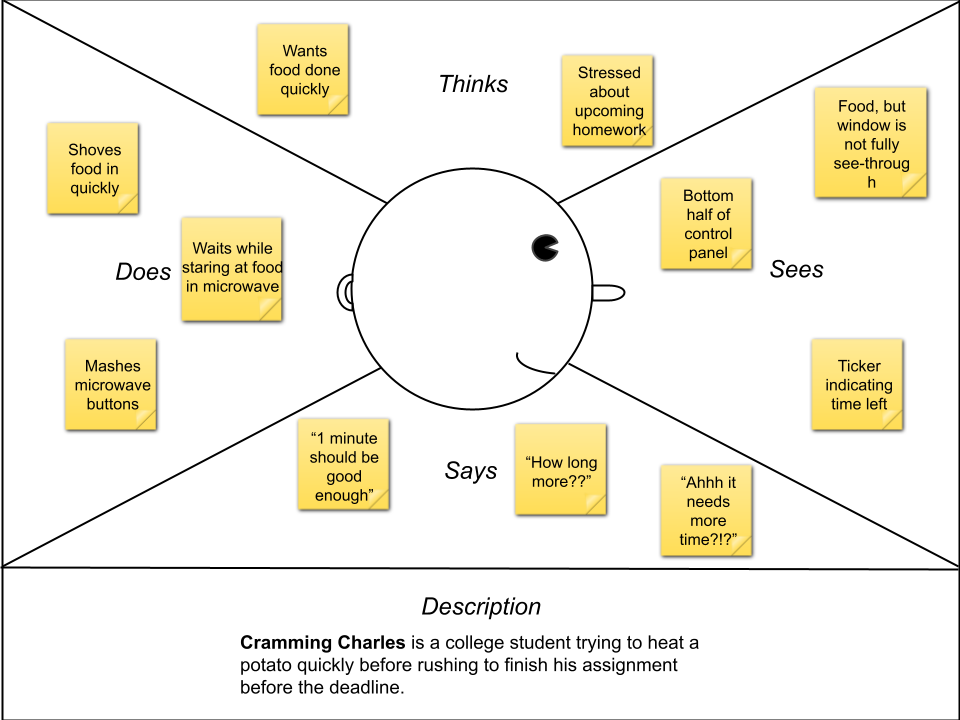 Thinks
Wants
food done
quickly
Stressed
about
upcoming
homework
Does
Shoves
food in
quickly
Waits while
staring at food
in microwave
Mashes
microwave
buttons
Sees
Food, but
window is
not fully
see-throug
h
Bottom
half of
control
panel
Ticker
indicating
time left
Says
“1 minute
should be
good
enough”
“How long
more??”
“Ahhh it
needs
more
time?!?”
Description
Cramming Charles is a college student trying to heat a
potato quickly before rushing to finish his assignment
before the deadline.